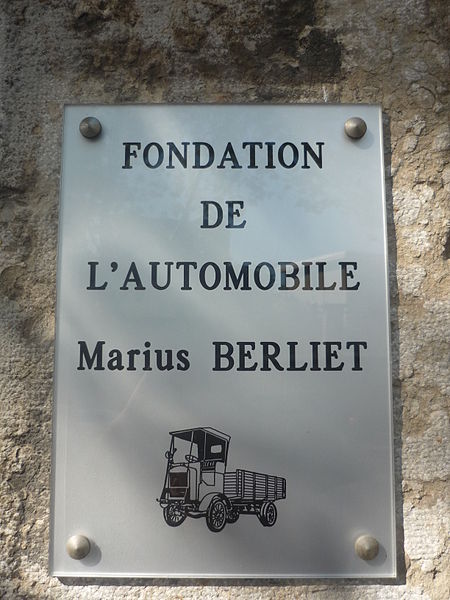 FONDATION
DE
L'AUTOMOBILE
Marius BERLIET